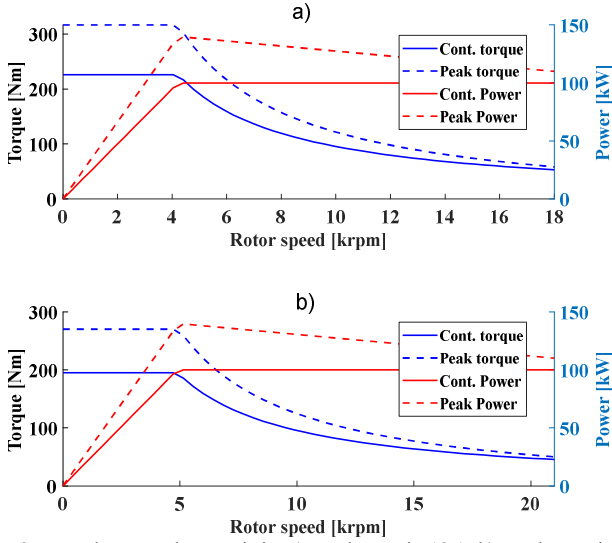 a)
300
200
100
0
Torque [Nm]
150
100
50
0
Power [kW]
Cont. torque
Peak torque
Cont. Power
Peak Power
0 2 4 6 8 10 12 14 16 18
Rotor speed [krpm]
b)
300
200
100
0
Torque [Nm]
150
100
50
0
Power [kW]
Cont. torque
Peak torque
Cont. Power
Peak Power
0 5 10 15 20
Rotor speed [krpm]